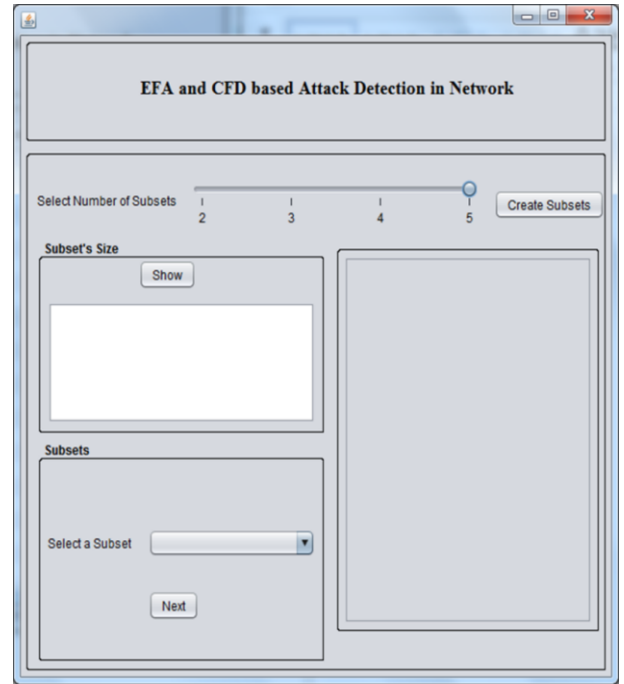 EFA and CFD based Attack Detection in Network
Select Number of Subsets
2 3 4 5
Create Subsets
Subset's Size
Show
Subsets
Select a Subset
Next